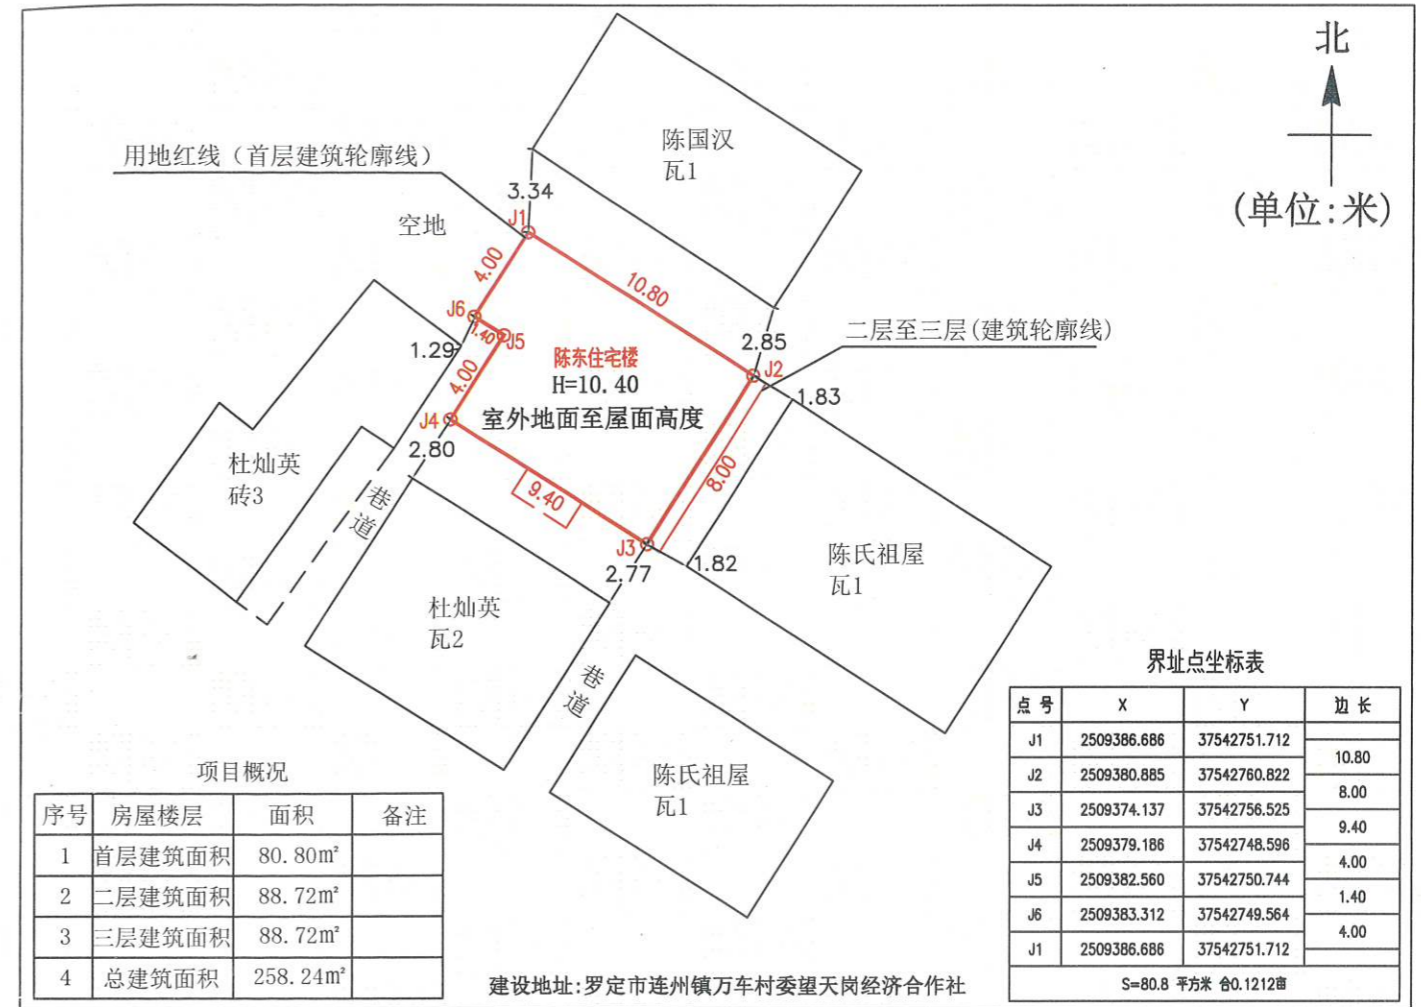 北
(单位:米)
陈国汉
瓦1
用地红线（首层建筑轮廓线）
3.34
空地
J1
4.00
10.80
J6
1.40
J5
1.29
4.00
陈东住宅楼
H=10.40
室外地面至屋面高度
2.85
二层至三层(建筑轮廓线)
J2
1.83
J4
2.80
9.40
8.00
J3
1.82
2.77
杜灿英
砖3
巷道
杜灿英
瓦2
陈氏祖屋
瓦1
巷道
陈氏祖屋
瓦1
项目概况
序号 房屋楼层 面积 备注
1 首层建筑面积 80.80㎡
2 二层建筑面积 88.72㎡
3 三层建筑面积 88.72㎡
4 总建筑面积 258.24㎡
建设地址:罗定市连州镇万车村委望天岗经济合作社
界址点坐标表
点号 X Y 边长
J1 2509386.686 37542751.712
10.80
J2 2509380.885 37542760.822
8.00
J3 2509374.137 37542756.525
9.40
J4 2509379.186 37542748.596
4.00
J5 2509382.560 37542750.744
1.40
J6 2509383.312 37542749.564
4.00
J1 2509386.686 37542751.712
S=80.8 平方米 合0.1212亩